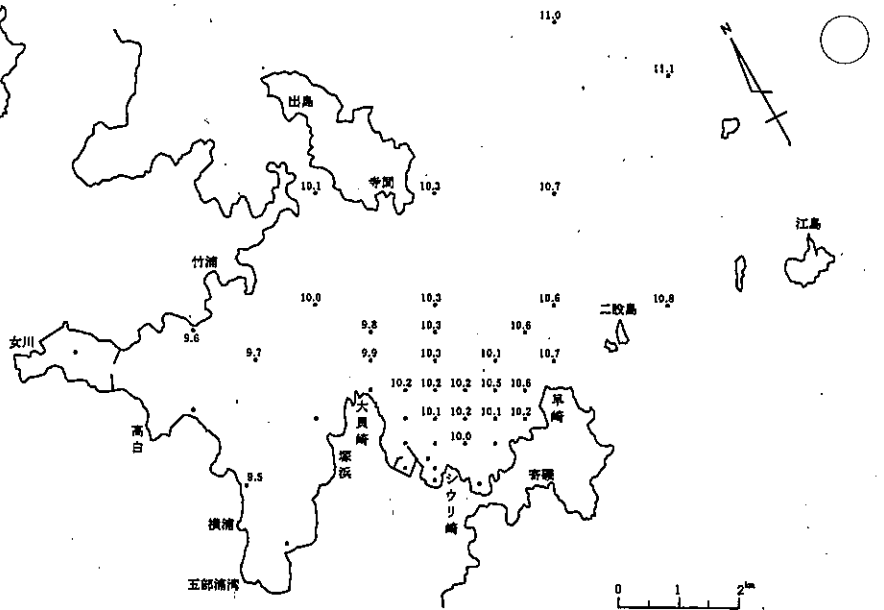 11.0
N
11.1
出島
寺間
10.1
10.3
10.7
江島
竹浦
10.0
10.3
10.6
10.8
二股島
9.6
9.8
10.3
10.6
女川
9.7
9.9
10.3
10.1
10.7
10.2
10.2
10.2
10.5
10.6
大貝崎
早崎
10.1
10.2
10.1
10.2
高白
10.0
塚浜
寄磯
シウリ崎
9.5
横浦
五部浦湾
0 1 2km